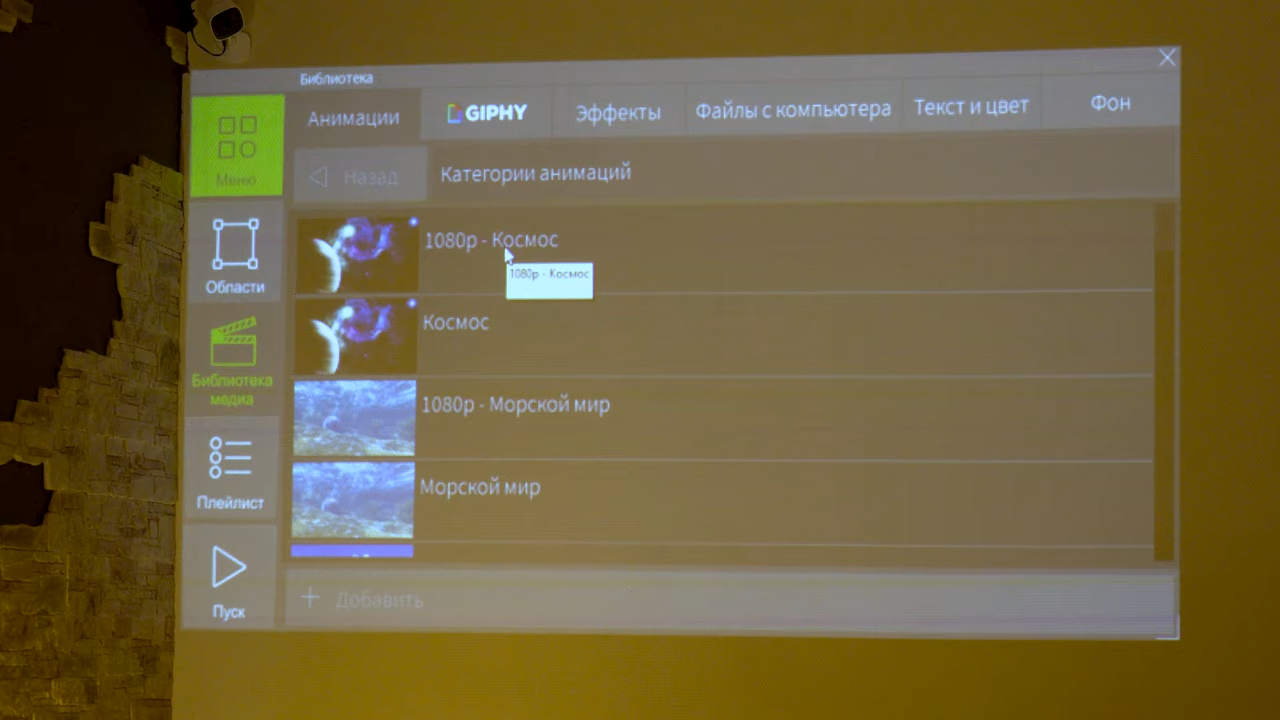 Библиотека
Меню
Анимации
GIPHY
Эффекты
Файлы с компьютера
Текст и цвет
Фон
Назад
Категории анимаций
1080p - Космос
1080p - Космос
Космос
1080p - Морской мир
Морской мир
Области
Библиотека
медиа
Плейлист
Пуск
Добавить